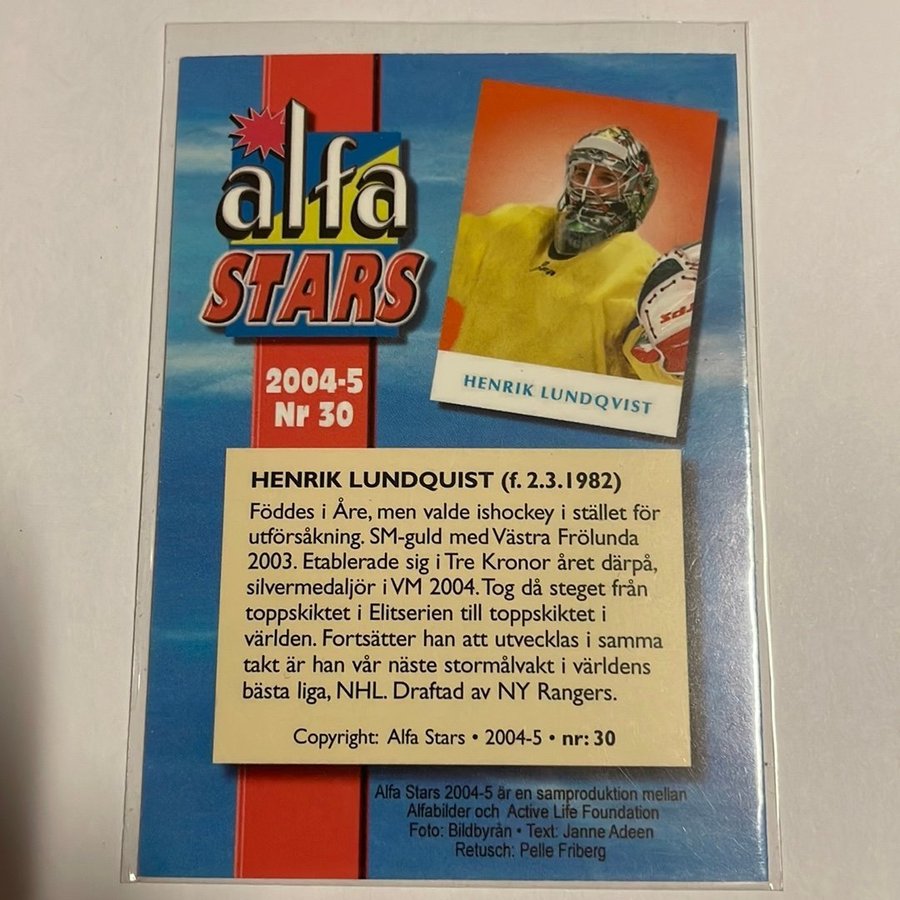 alfa
STARS
2004-5
Nr 30
HENRIK LUNDQVIST
HENRIK LUNDQUIST (f. 2.3.1982)
Föddes i Åre, men valde ishockey i stället för
utförsåkning. SM-guld med Västra Frölunda
2003. Etablerade sig i Tre Kronor året därpå,
silvermedaljör i VM 2004. Tog då steget från
toppskiktet i Elitserien till toppskiktet i
världen. Fortsätter han att utvecklas i samma
takt är han vår näste stormålvakt i världens
bästa liga, NHL. Draftad av NY Rangers.
Copyright: Alfa Stars • 2004-5 • nr: 30
Alfa Stars 2004-5 är en samproduktion mellan
Alfabilder och Active Life Foundation
Foto: Bildbyrån • Text: Janne Adeen
Retusch: Pelle Friberg